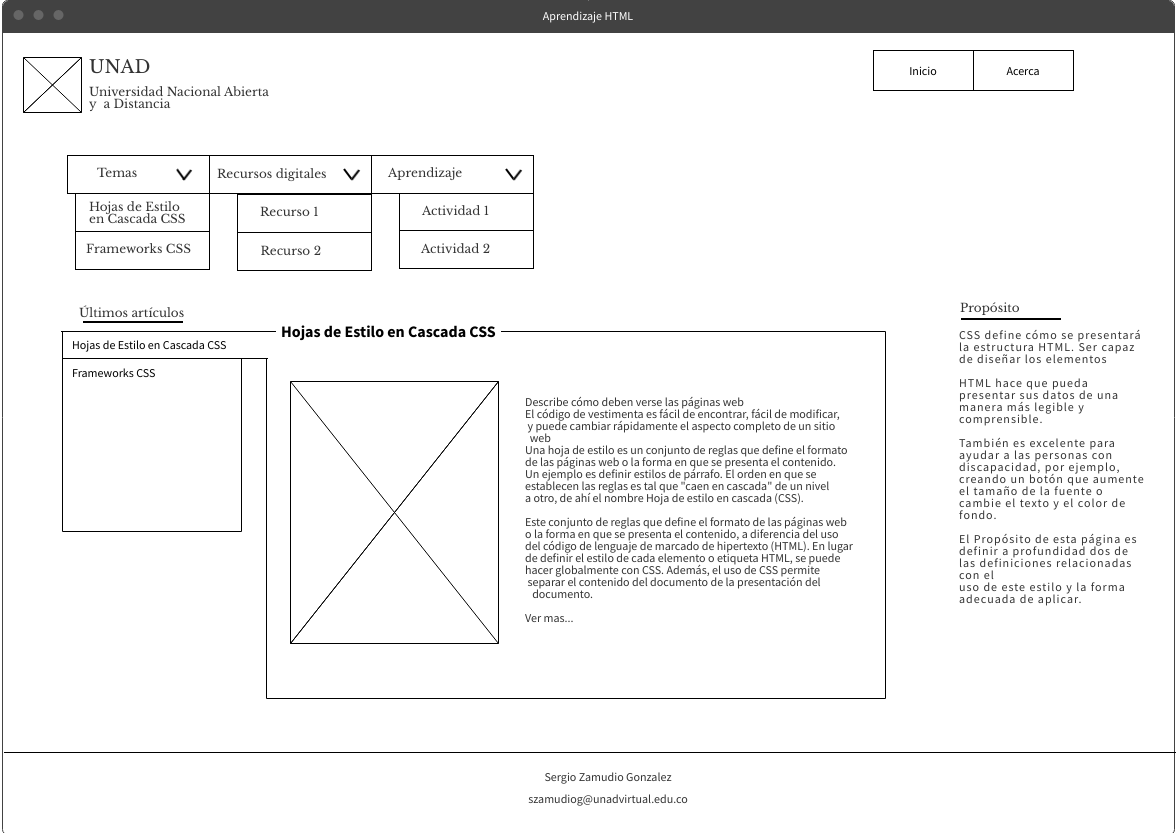 Aprendizaje HTML
UNAD
Universidad Nacional Abierta
y a Distancia
Inicio
Acerca
Temas
Recursos digitales
Aprendizaje
Hojas de Estilo
en Cascada CSS
Frameworks CSS
Recurso 1
Recurso 2
Actividad 1
Actividad 2
Últimos artículos
Hojas de Estilo en Cascada CSS
Frameworks CSS
Hojas de Estilo en Cascada CSS
Describe cómo deben verse las páginas web
El código de vestimenta es fácil de encontrar, fácil de modificar,
y puede cambiar rápidamente el aspecto completo de un sitio
web
Una hoja de estilo es un conjunto de reglas que define el formato
de las páginas web o la forma en que se presenta el contenido.
Un ejemplo es definir estilos de párrafo. El orden en que se
establecen las reglas es tal que "caen en cascada" de un nivel
a otro, de ahí el nombre Hoja de estilo en cascada (CSS).
Este conjunto de reglas que define el formato de las páginas web
o la forma en que se presenta el contenido, a diferencia del uso
del código de lenguaje de marcado de hipertexto (HTML). En lugar
de definir el estilo de cada elemento o etiqueta HTML, se puede
hacer globalmente con CSS. Además, el uso de CSS permite
separar el contenido del documento de la presentación del
documento.
Ver mas...
Propósito
CSS define cómo se presentará
la estructura HTML. Ser capaz
de diseñar los elementos
HTML hace que pueda
presentar sus datos de una
manera más legible y
comprensible.
También es excelente para
ayudar a las personas con
discapacidad, por ejemplo,
creando un botón que aumente
el tamaño de la fuente o
cambie el texto y el color de
fondo.
El Propósito de esta página es
definir a profundidad dos de
las definiciones relacionadas
con el
uso de este estilo y la forma
adecuada de aplicar.
Sergio Zamudio Gonzalez
szamudiog@unadvirtual.edu.co